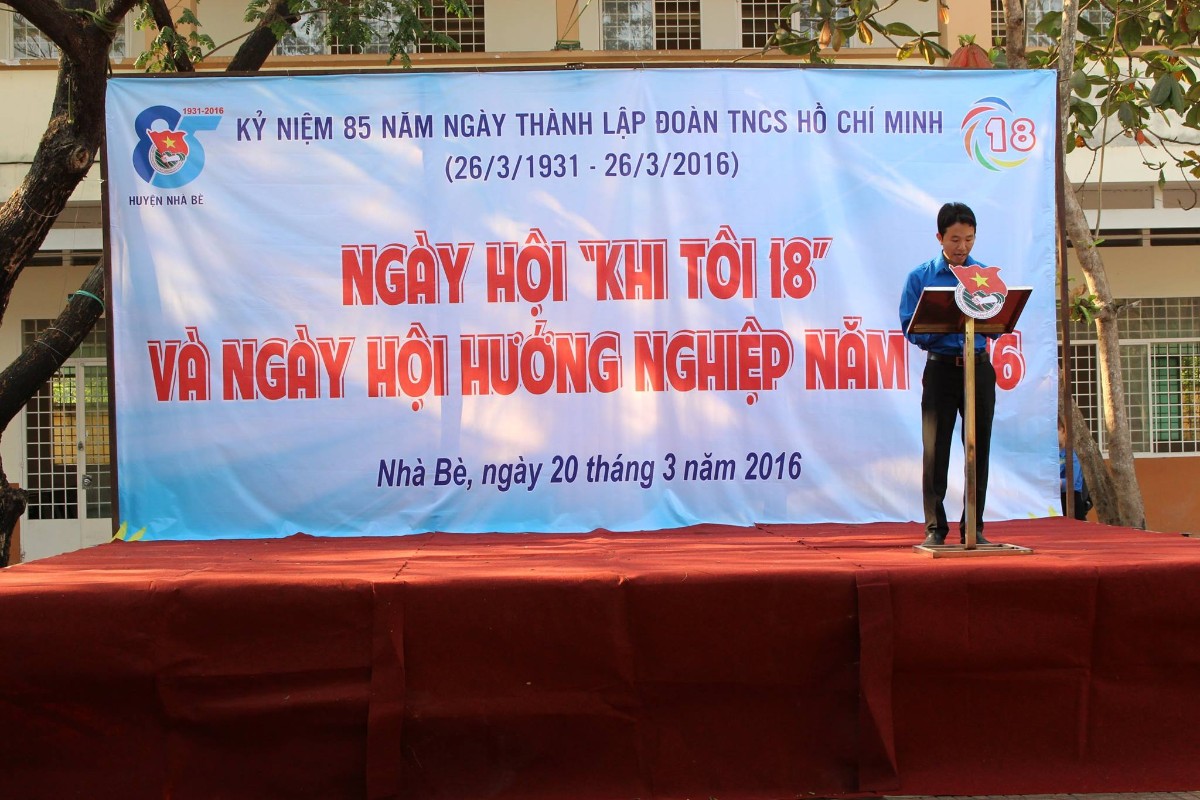 1931-2016
85
HUYỆN NHÀ BÈ
KỶ NIỆM 85 NĂM NGÀY THÀNH LẬP ĐOÀN TNCS HỒ CHÍ MINH
(26/3/1931 - 26/3/2016)
18
NGÀY HỘI "KHI TÔI 18"
VÀ NGÀY HỘI HƯỚNG NGHIỆP NĂM
Nhà Bè, ngày 20 tháng 3 năm 2016